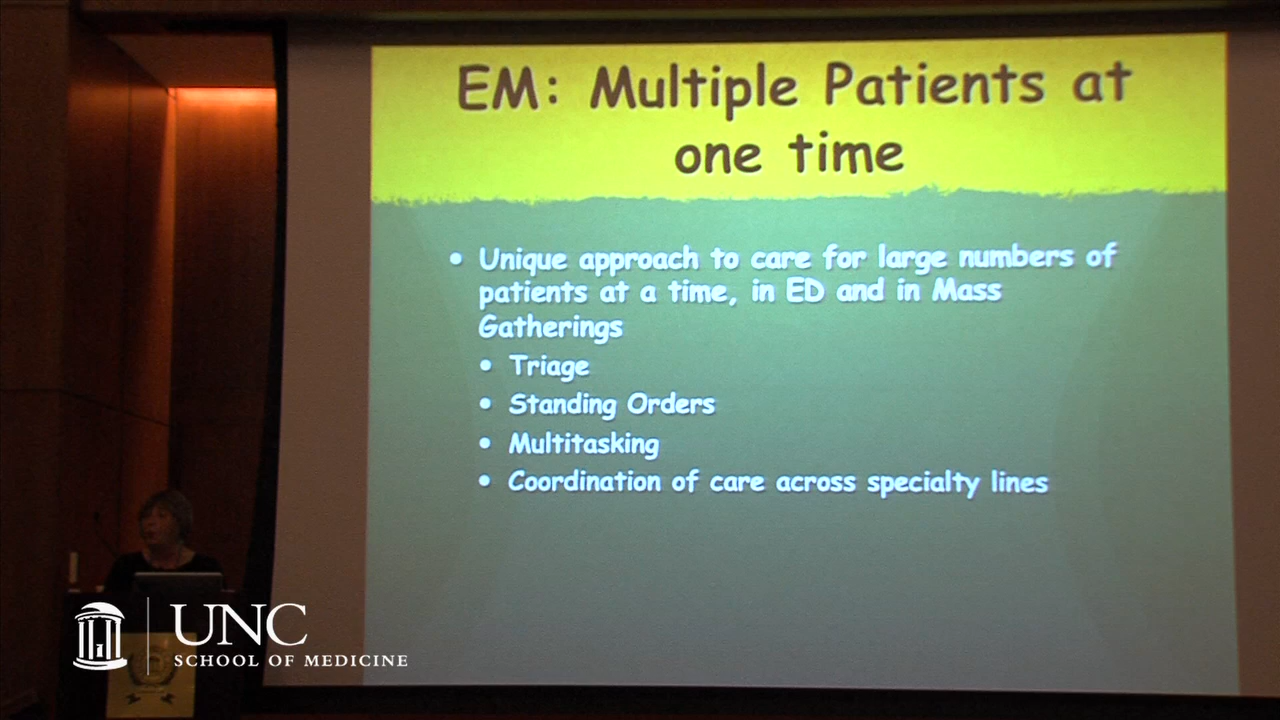 EM: Multiple Patients at
one time
• Unique approach to care for large numbers of
patients at a time, in ED and in Mass
Gatherings
• Triage
• Standing Orders
• Multitasking
• Coordination of care across specialty lines
UNC
SCHOOL OF MEDICINE